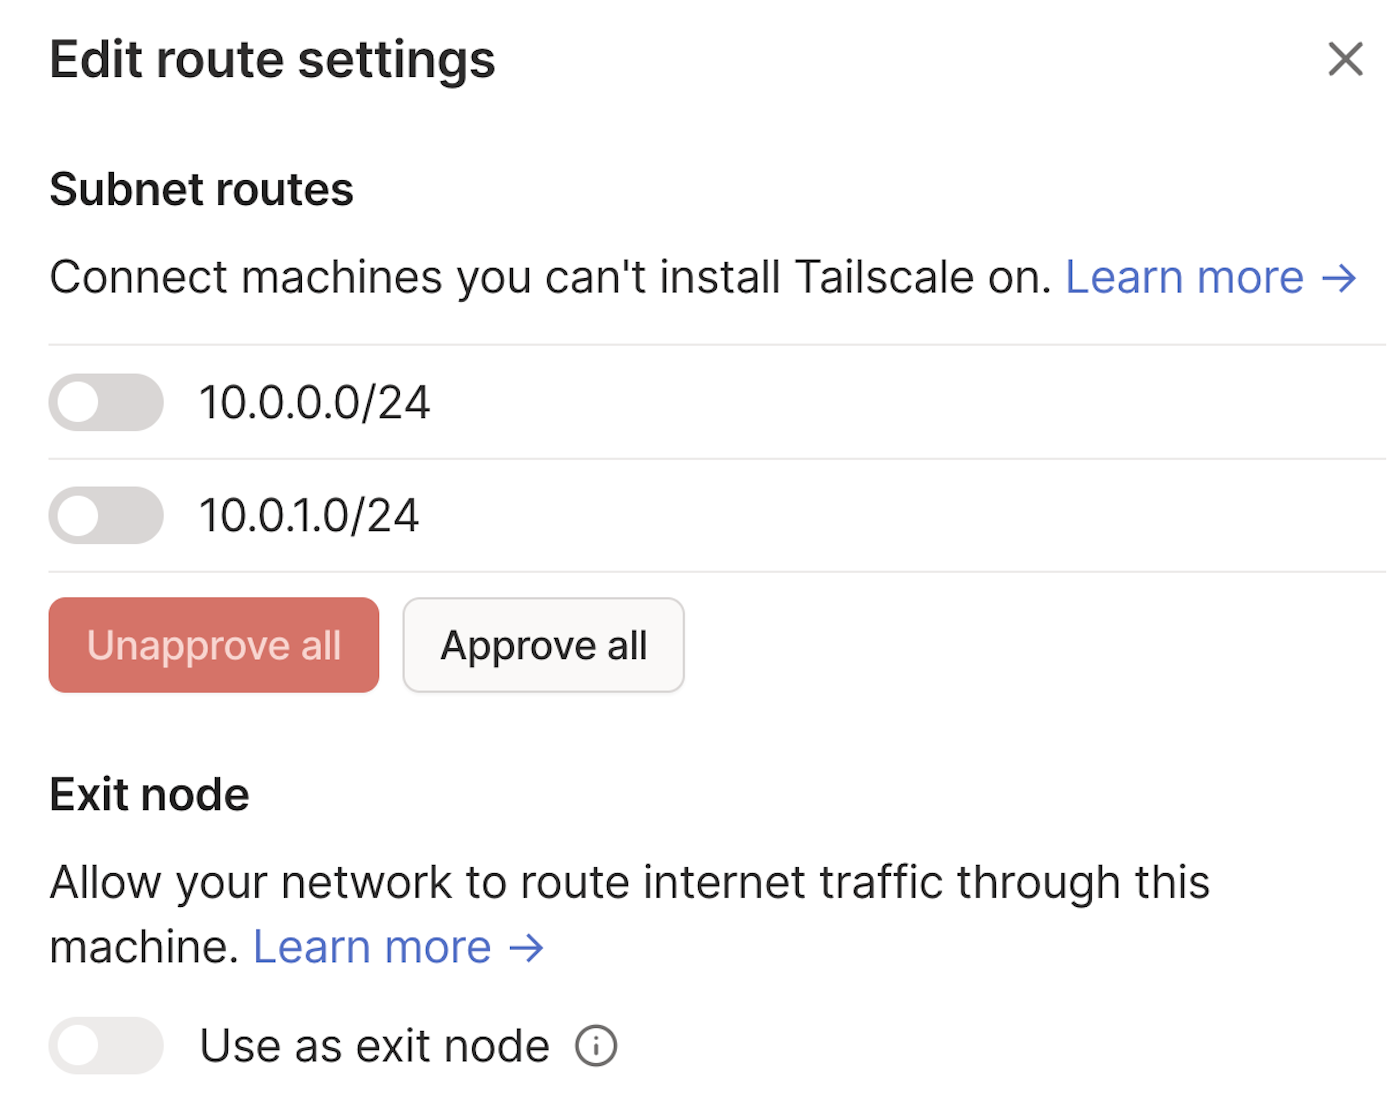 Edit route settings
Subnet routes
Connect machines you can't install Tailscale on. Learn more →
10.0.0.0/24
10.0.1.0/24
Unapprove all
Approve all
Exit node
Allow your network to route internet traffic through this
machine. Learn more →
Use as exit node